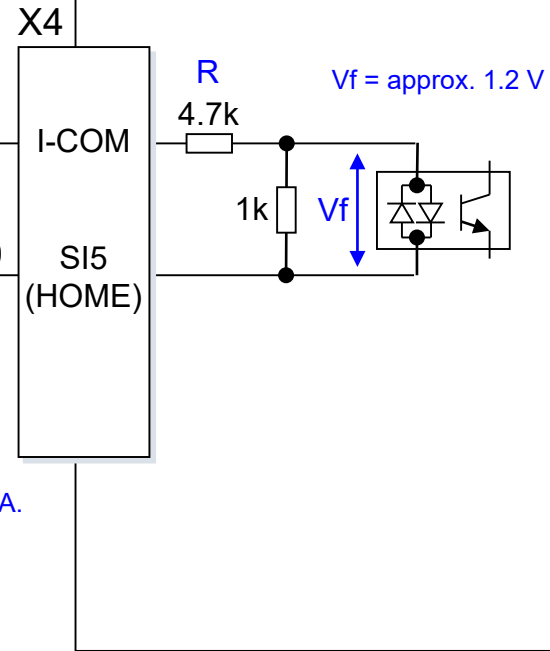 X4
R
Vf = approx. 1.2 V
4.7k
I-COM
1k
Vf
SI5
(HOME)
A.